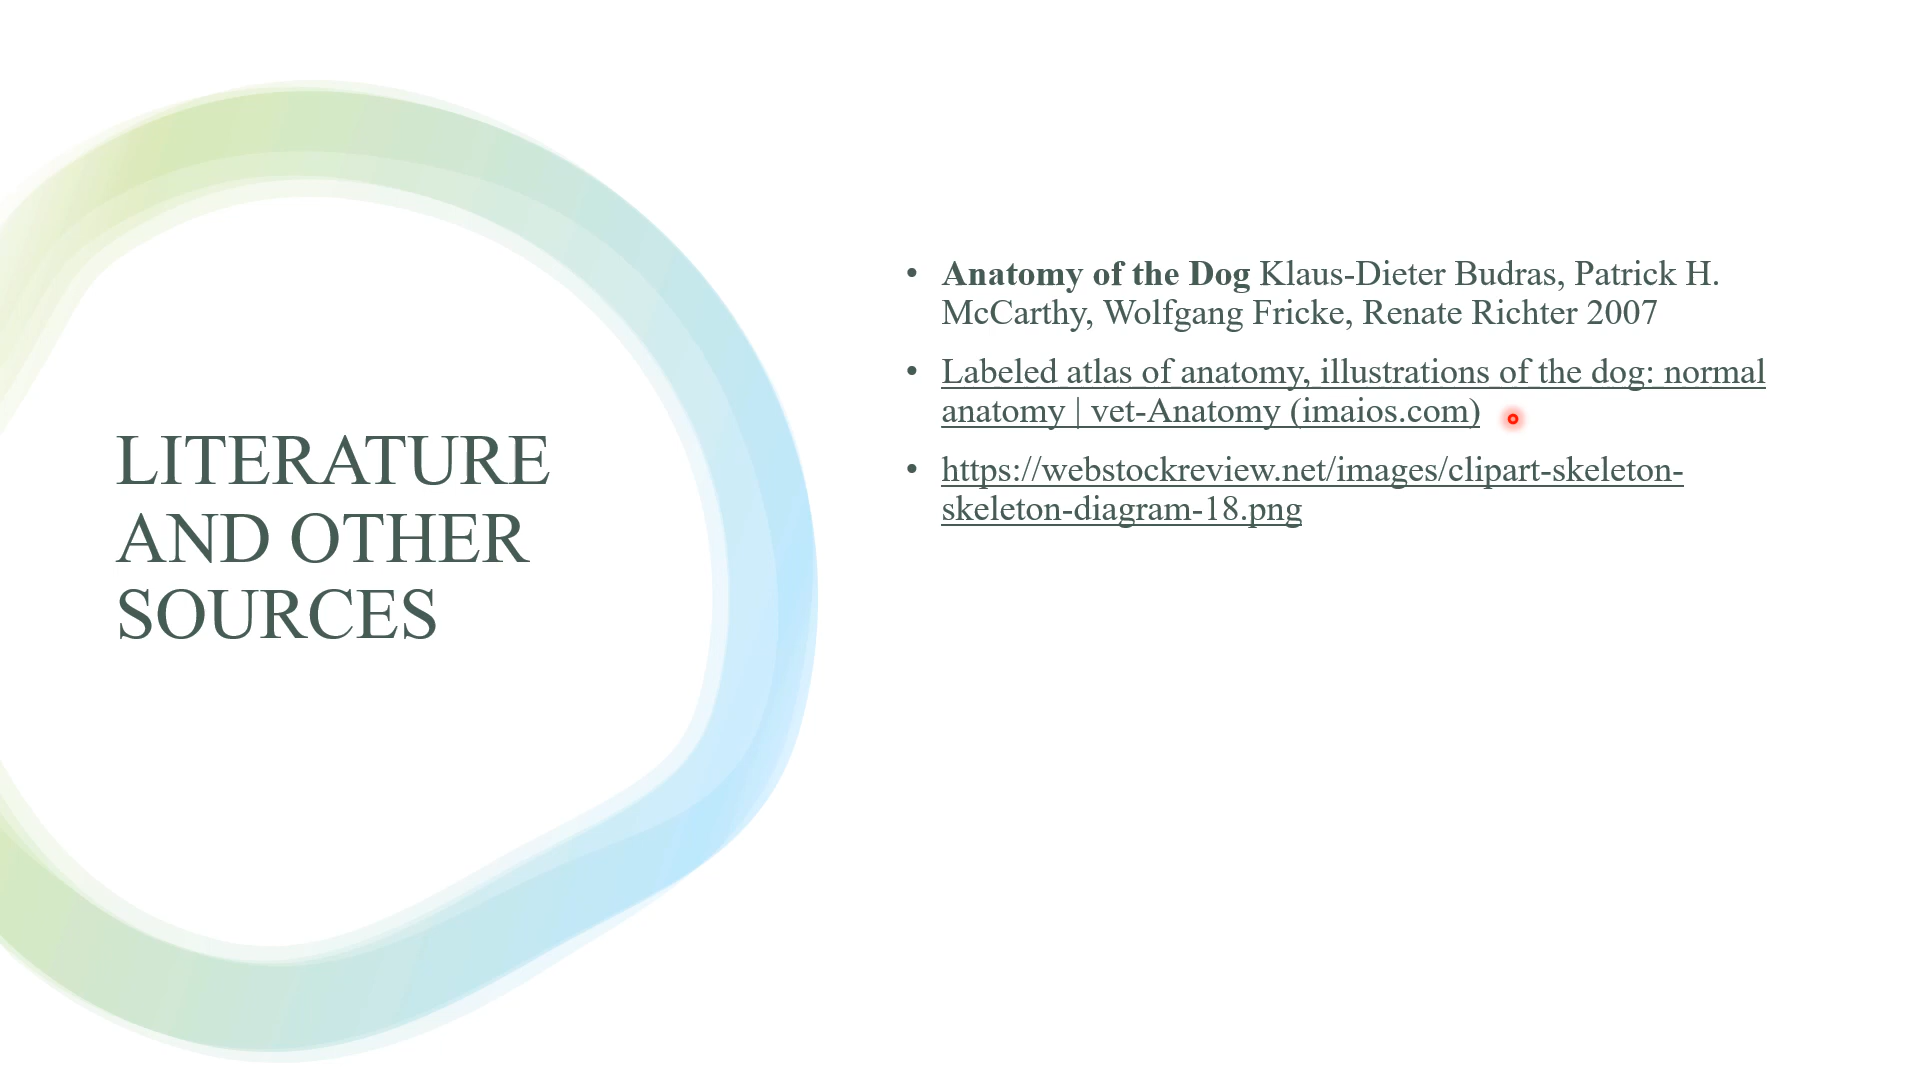 LITERATURE
AND OTHER
SOURCES
• Anatomy of the Dog Klaus-Dieter Budras, Patrick H.
McCarthy, Wolfgang Fricke, Renate Richter 2007
• Labeled atlas of anatomy, illustrations of the dog: normal
anatomy | vet-Anatomy (imaios.com)
• https://webstockreview.net/images/clipart-skeleton-
skeleton-diagram-18.png